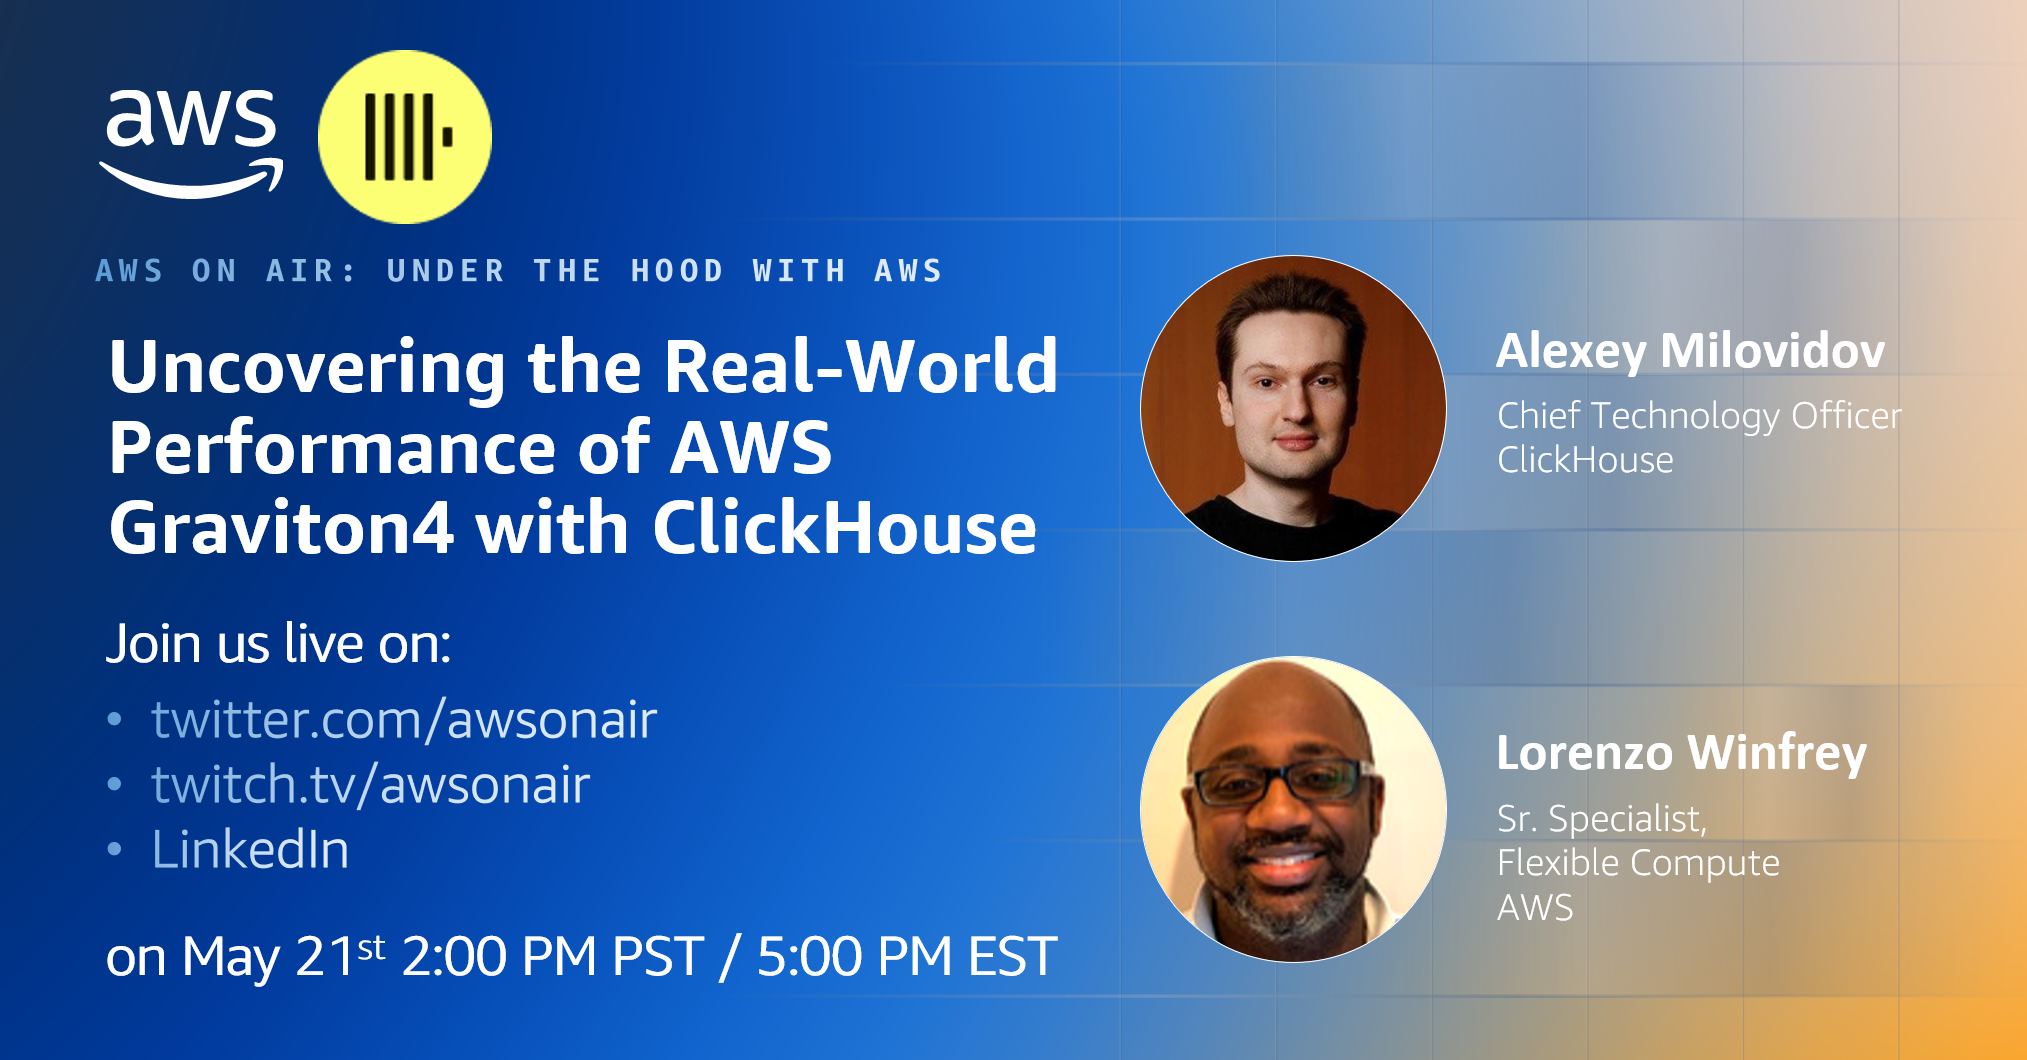 aws
AWS ON AIR: UNDER THE HOOD WITH AWS
Uncovering the Real-World
Performance of AWS
Graviton4 with ClickHouse
Join us live on:
• twitter.com/awsonair
• twitch.tv/awsonair
• LinkedIn
on May 21st 2:00 PM PST / 5:00 PM EST
Alexey Milovidov
Chief Technology Officer
ClickHouse
Lorenzo Winfrey
Sr. Specialist,
Flexible Compute
AWS